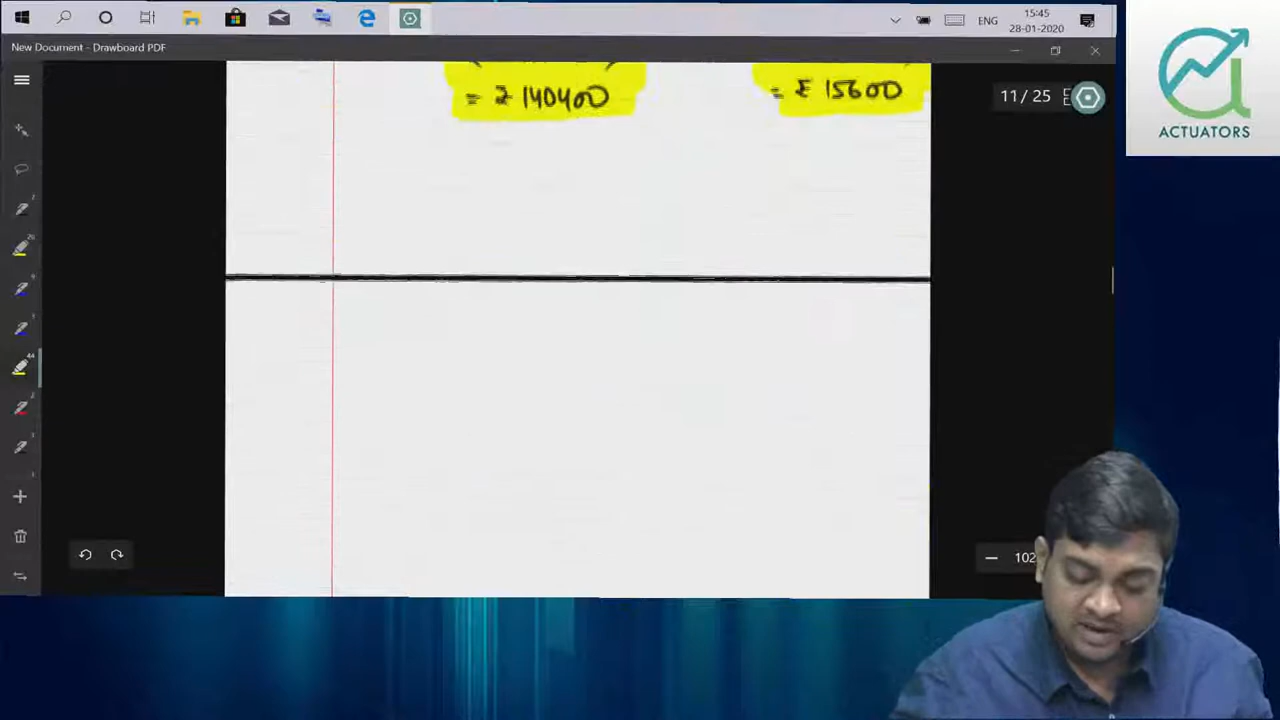 ENG
15:45
28-01-2020
New Document - Drawboard PDF
= ₹ 140400
= ₹ 15600
11 / 25
ACTUATORS
102